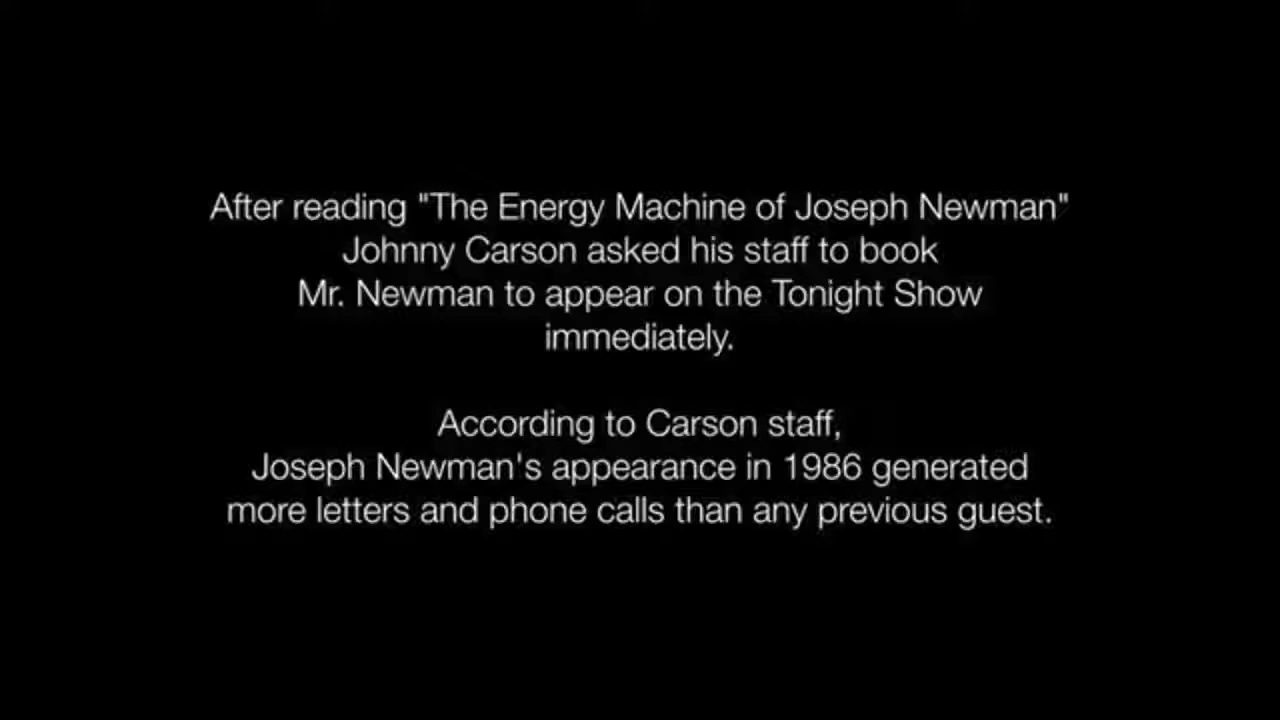 After reading "The Energy Machine of Joseph Newman"
Johnny Carson asked his staff to book
Mr. Newman to appear on the Tonight Show
immediately.
According to Carson staff,
Joseph Newman's appearance in 1986 generated
more letters and phone calls than any previous guest.